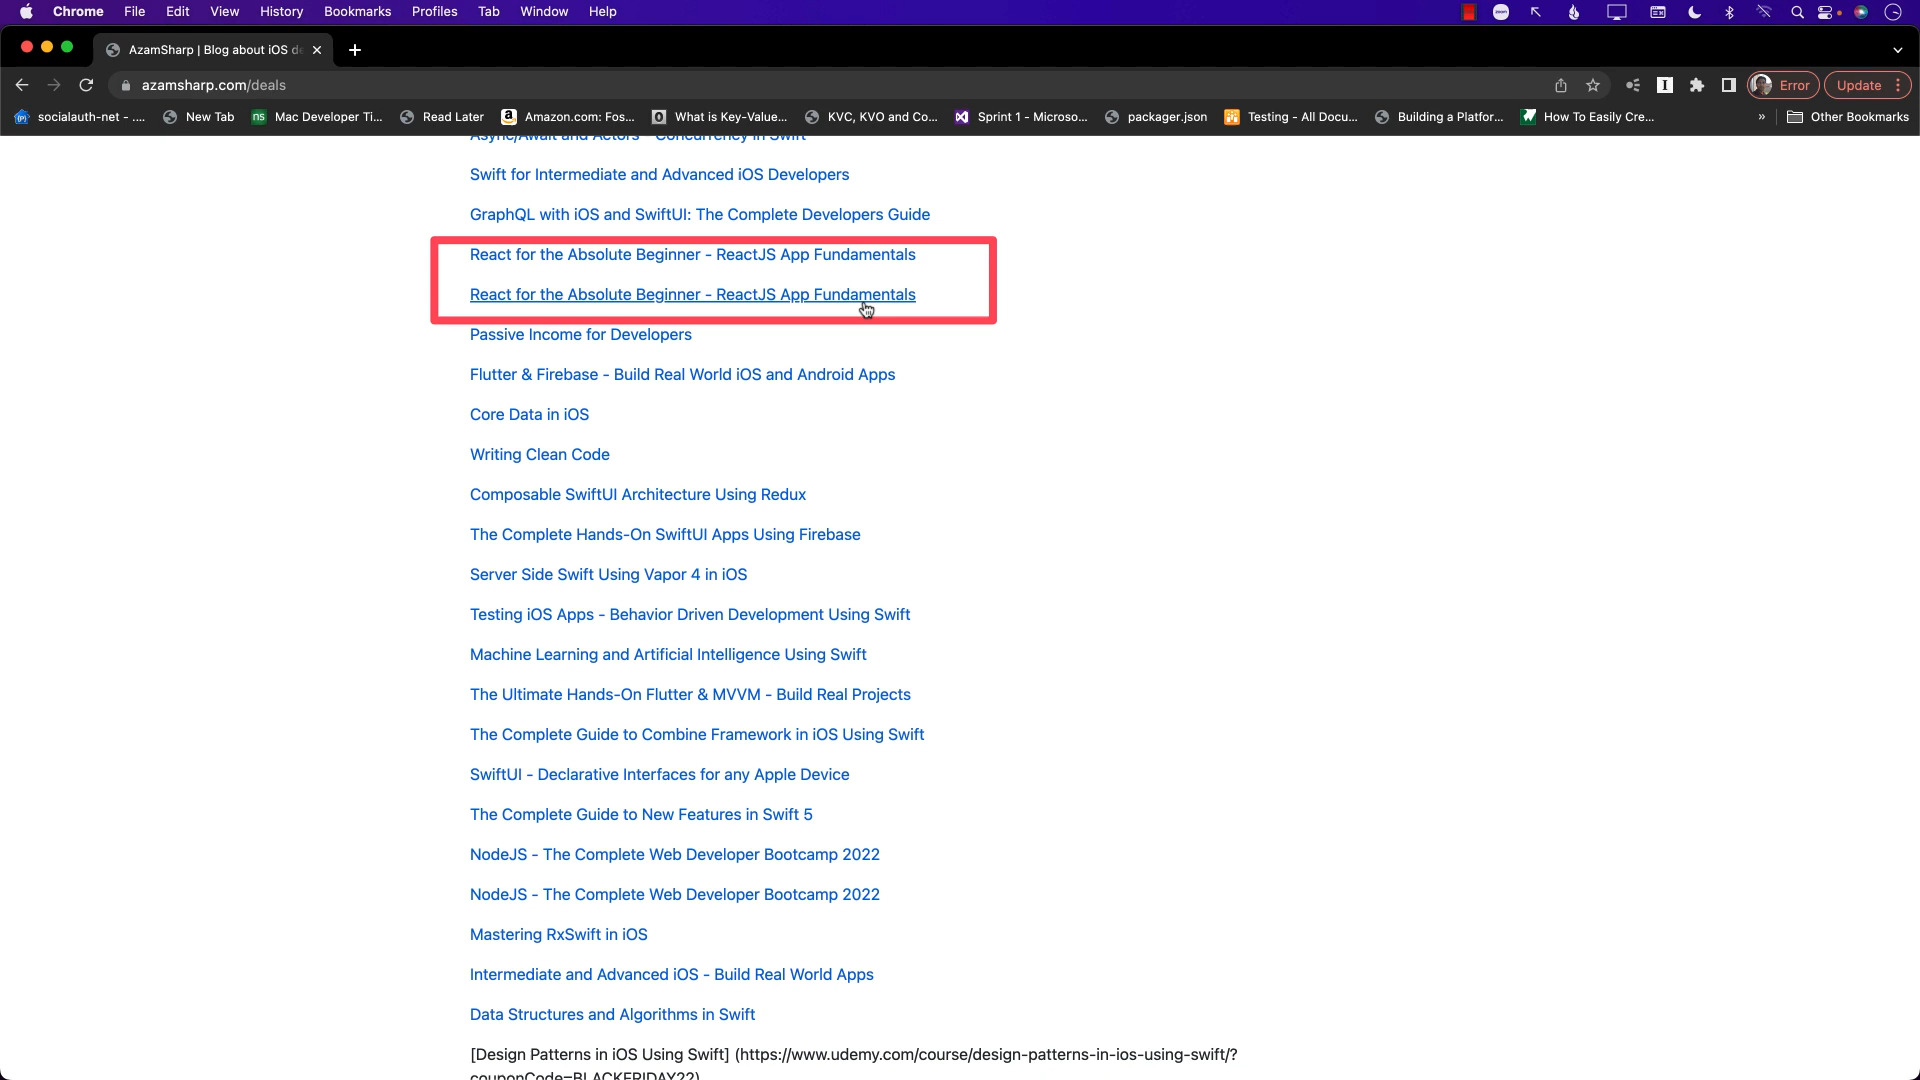 Chrome File Edit View History Bookmarks Profiles Tab Window Help
AzamSharp | Blog about iOS de
azamsharp.com/deals
Error Update
socialauth-net - .... New Tab Mac Developer Ti... Read Later Amazon.com: Fos... What is Key-Value... KVC, KVO and Co... Sprint 1 - Microso... packager.json Testing - All Docu... Building a Platfor... How To Easily Cre... » Other Bookmarks
Async/Await and Actors - Concurrency in Swift
Swift for Intermediate and Advanced iOS Developers
GraphQL with iOS and SwiftUI: The Complete Developers Guide
React for the Absolute Beginner - ReactJS App Fundamentals
React for the Absolute Beginner - ReactJS App Fundamentals
Passive Income for Developers
Flutter & Firebase - Build Real World iOS and Android Apps
Core Data in iOS
Writing Clean Code
Composable SwiftUI Architecture Using Redux
The Complete Hands-On SwiftUI Apps Using Firebase
Server Side Swift Using Vapor 4 in iOS
Testing iOS Apps - Behavior Driven Development Using Swift
Machine Learning and Artificial Intelligence Using Swift
The Ultimate Hands-On Flutter & MVVM - Build Real Projects
The Complete Guide to Combine Framework in iOS Using Swift
SwiftUI - Declarative Interfaces for any Apple Device
The Complete Guide to New Features in Swift 5
NodeJS - The Complete Web Developer Bootcamp 2022
NodeJS - The Complete Web Developer Bootcamp 2022
Mastering RxSwift in iOS
Intermediate and Advanced iOS - Build Real World Apps
Data Structures and Algorithms in Swift
[Design Patterns in iOS Using Swift] (https://www.udemy.com/course/design-patterns-in-ios-using-swift/?
couponCode=BLACKFRIDAY22)